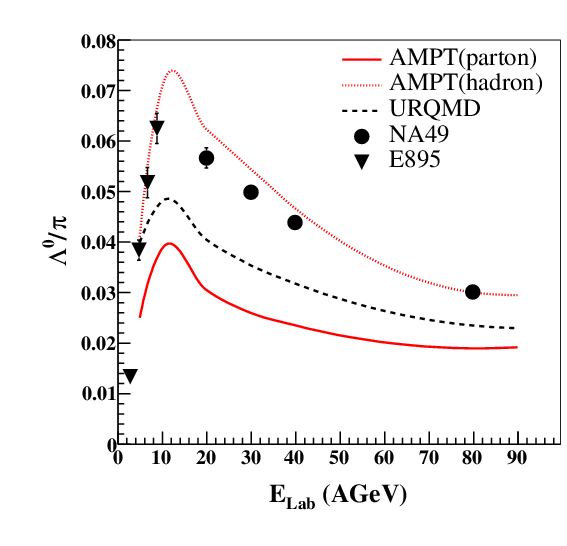 0.08
0.07
0.06
0.05
0.04
0.03
0.02
0.01
0
Λ⁰/π
AMPT(parton)
AMPT(hadron)
URQMD
NA49
E895
0 10 20 30 40 50 60 70 80 90
E_Lab (AGeV)